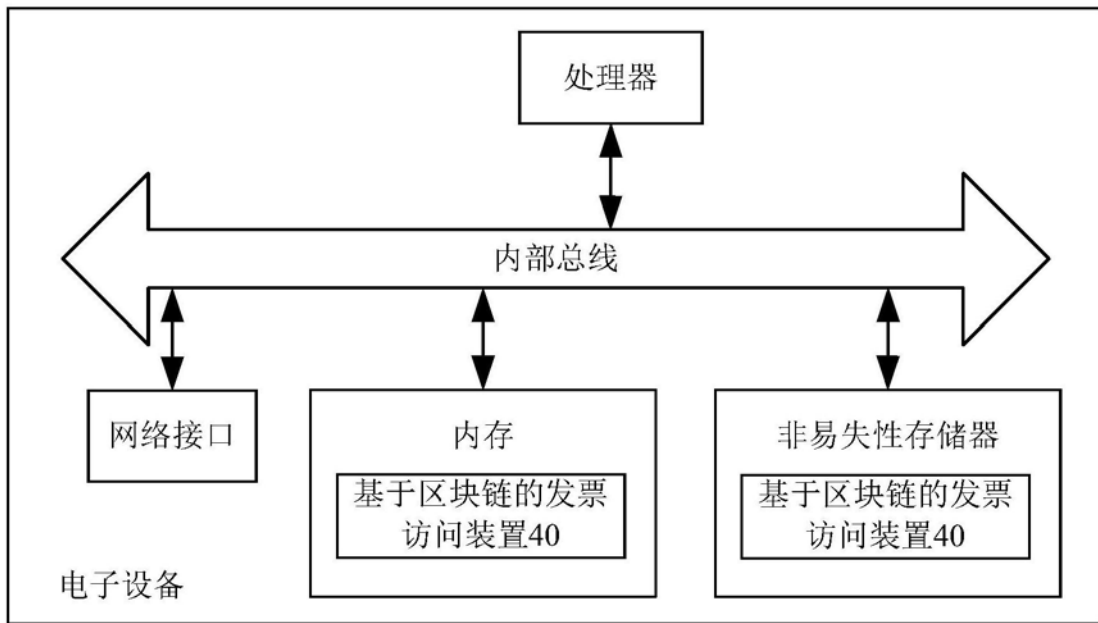 处理器
内部总线
网络接口
内存
基于区块链的发票
访问装置40
非易失性存储器
基于区块链的发票
访问装置40
电子设备